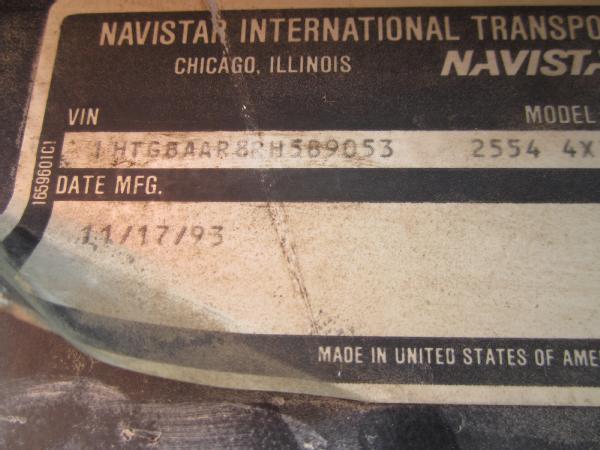 NAVISTAR INTERNATIONAL TRANSPO
CHICAGO, ILLINOIS NAVISTA
VIN MODEL
1HTGBAAR8RH589053 2554 4X
1659601C1
DATE MFG.
11/17/93
MADE IN UNITED STATES OF AME